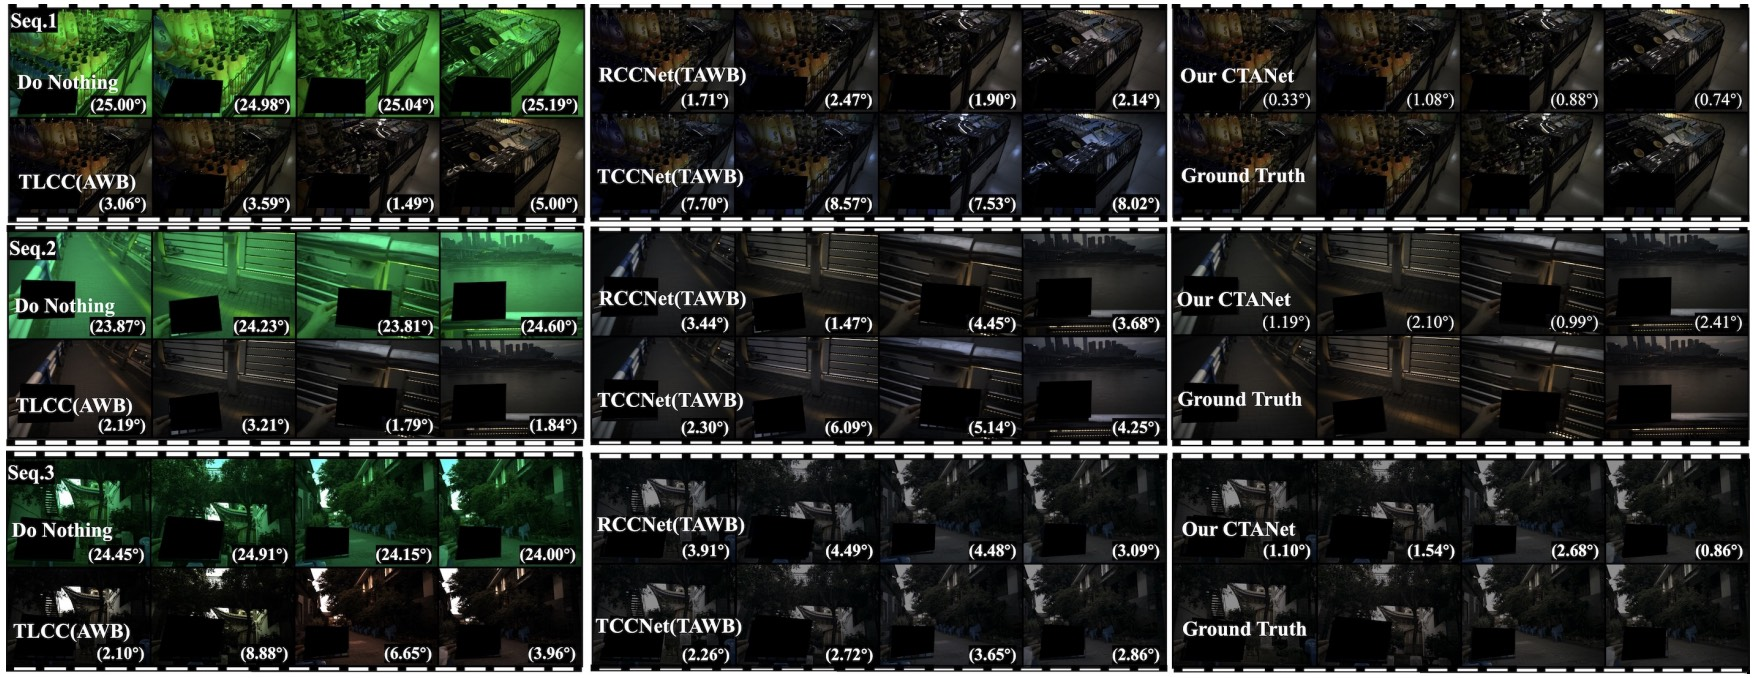 Seq.1
Do Nothing
(25.00°) (24.98°) (25.04°) (25.19°)
TLCC(AWB)
(3.06°) (3.59°) (1.49°) (5.00°)
RCCNet(TAWB)
(1.71°) (2.47°) (1.90°) (2.14°)
TCCNet(TAWB)
(7.70°) (8.57°) (7.53°) (8.02°)
Our CTANet
(0.33°) (1.08°) (0.88°) (0.74°)
Ground Truth
Seq.2
Do Nothing
(23.87°) (24.23°) (23.81°) (24.60°)
TLCC(AWB)
(2.19°) (3.21°) (1.79°) (1.84°)
RCCNet(TAWB)
(3.44°) (1.47°) (4.45°) (3.68°)
TCCNet(TAWB)
(2.30°) (6.09°) (5.14°) (4.25°)
Our CTANet
(1.19°) (2.10°) (0.99°) (2.41°)
Ground Truth
Seq.3
Do Nothing
(24.45°) (24.91°) (24.15°) (24.00°)
TLCC(AWB)
(2.10°) (8.88°) (6.65°) (3.96°)
RCCNet(TAWB)
(3.91°) (4.49°) (4.48°) (3.09°)
TCCNet(TAWB)
(2.26°) (2.72°) (3.65°) (2.86°)
Our CTANet
(1.10°) (1.54°) (2.68°) (0.86°)
Ground Truth